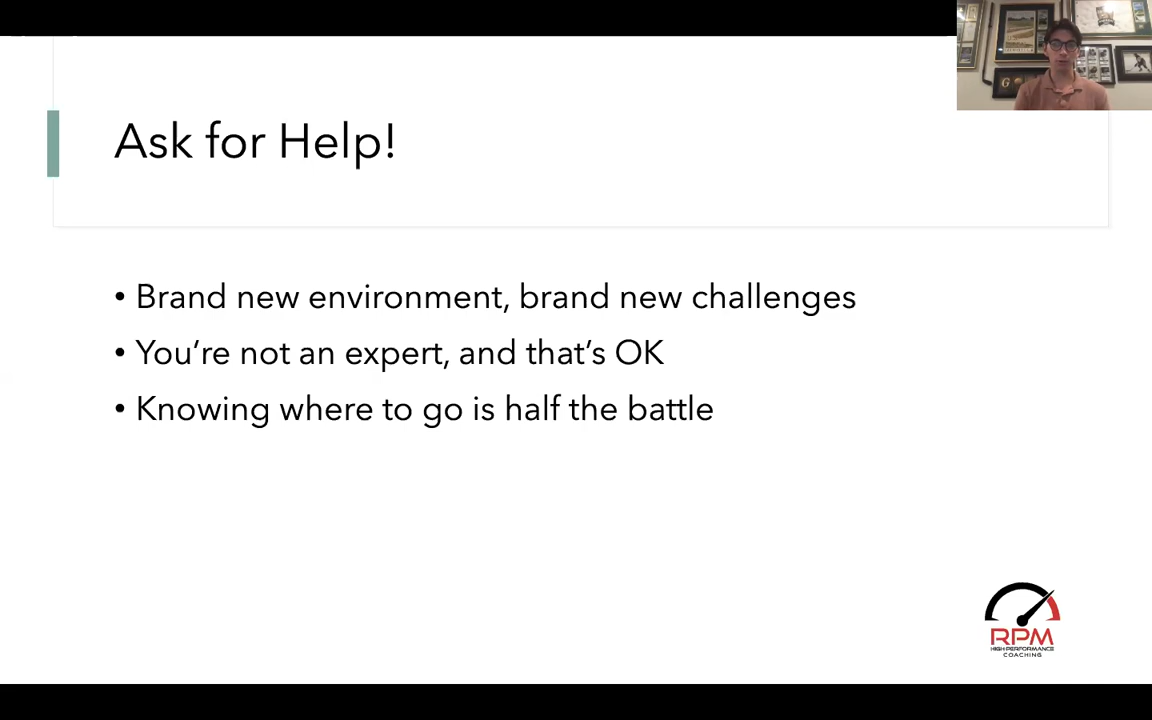 Ask for Help!
• Brand new environment, brand new challenges
• You’re not an expert, and that’s OK
• Knowing where to go is half the battle
RPM
HIGH PERFORMANCE
COACHING